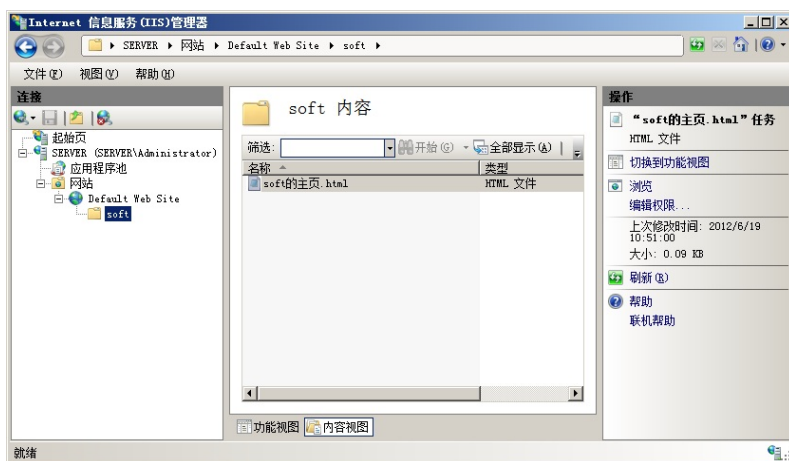 Internet 信息服务(IIS)管理器
SERVER 网站 Default Web Site soft
文件(F) 视图(V) 帮助(H)
连接
起始页
SERVER (SERVER\Administrator)
应用程序池
网站
Default Web Site
soft
soft 内容
筛选: 开始(G) 全部显示(A)
名称 类型
soft的主页.html HTML 文件
功能视图 内容视图
操作
“soft的主页.html”任务
HTML 文件
切换到功能视图
浏览
编辑权限...
上次修改时间: 2012/6/19
10:51:00
大小: 0.09 KB
刷新(R)
帮助
联机帮助
就绪